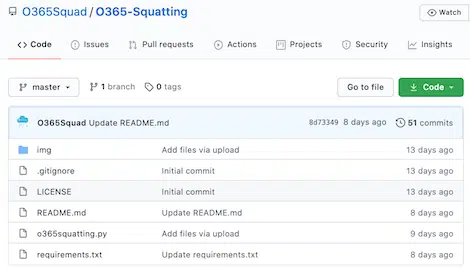 O365Squad / O365-Squatting
Watch
Code Issues Pull requests Actions Projects Security Insights
master 1 branch 0 tags Go to file Code
O365Squad Update README.md 8d73349 8 days ago 51 commits
img Add files via upload 13 days ago
.gitignore Initial commit 13 days ago
LICENSE Initial commit 13 days ago
README.md Update README.md 8 days ago
o365squatting.py Add files via upload 9 days ago
requirements.txt Update requirements.txt 8 days ago